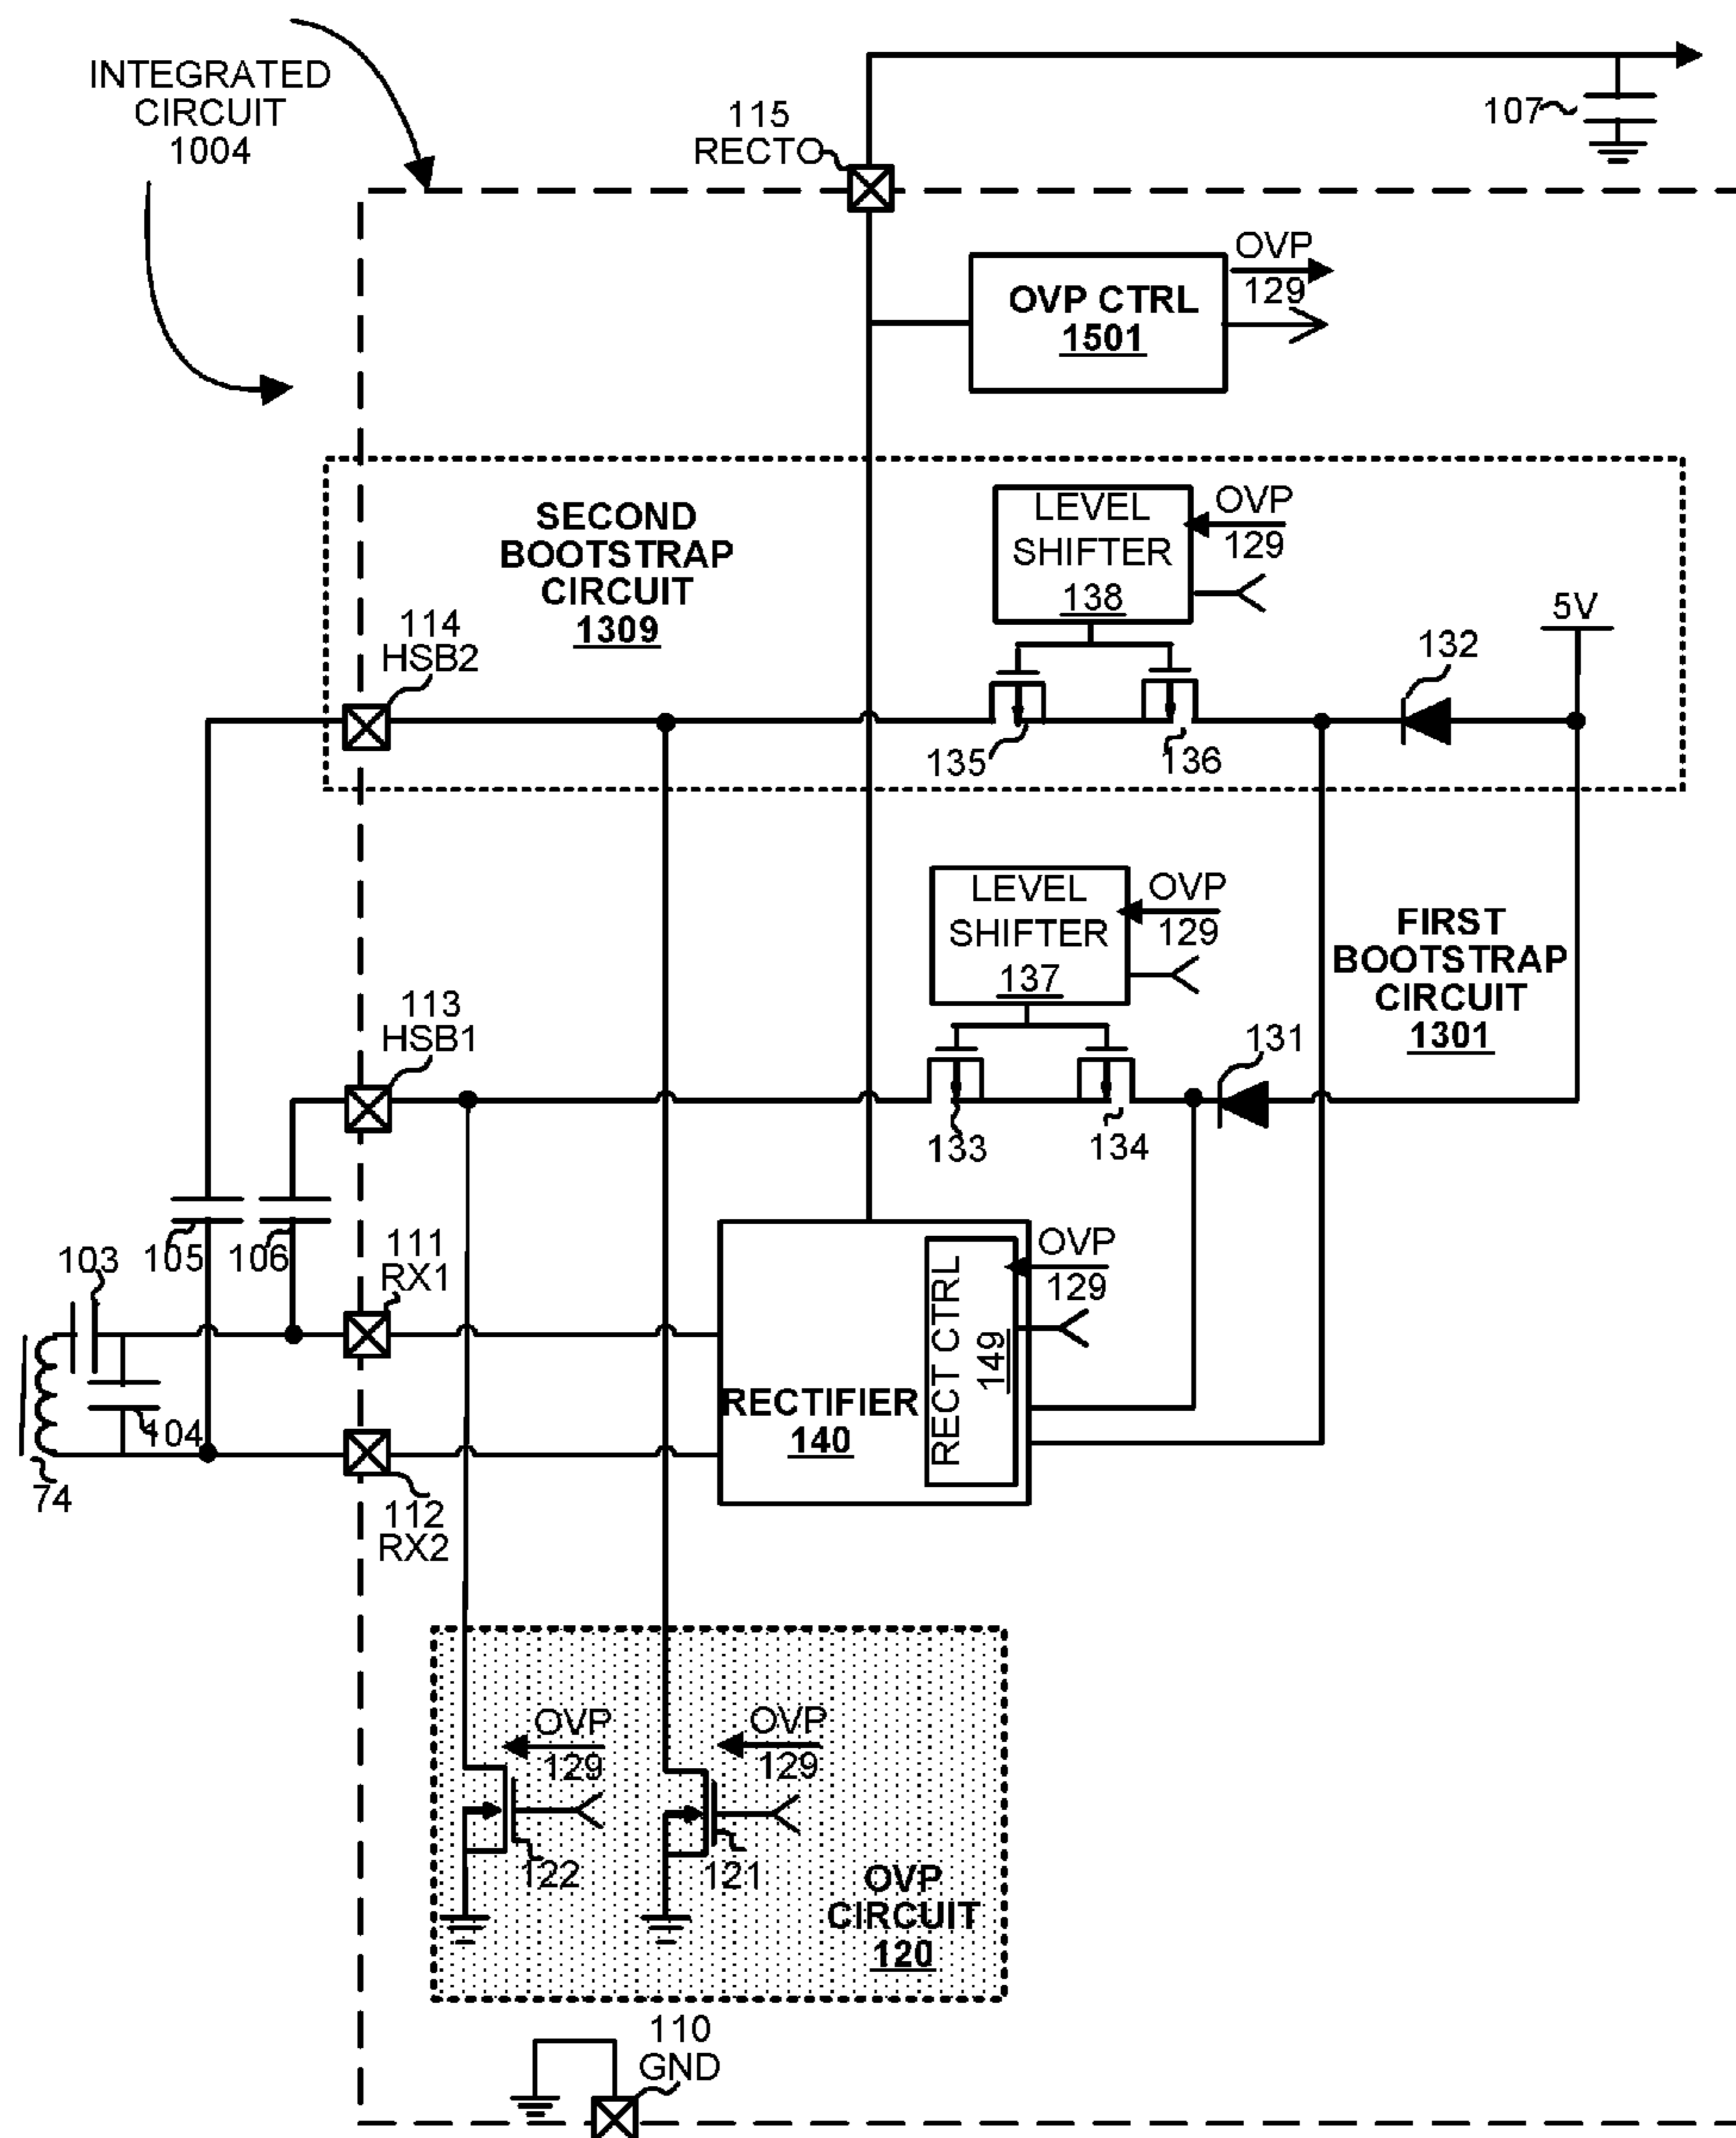 INTEGRATED
CIRCUIT
1004
107
115
RECTO
OVP CTRL
1501
OVP
129
SECOND
BOOTSTRAP
CIRCUIT
1309
LEVEL
SHIFTER
138
OVP
129
5V
114
HSB2
132
135
136
LEVEL
SHIFTER
137
OVP
129
FIRST
BOOTSTRAP
CIRCUIT
1301
113
HSB1
131
133
134
103
105
106
111
RX1
OVP
129
RECT CTRL
149
RECTIFIER
140
104
74
112
RX2
OVP
129
OVP
129
122
121
OVP
CIRCUIT
120
110
GND